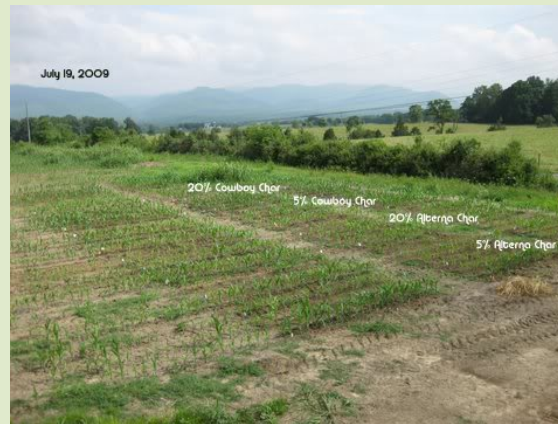 July 19, 2009
20% Cowboy Char
5% Cowboy Char
20% Alterna Char
5% Alterna Char